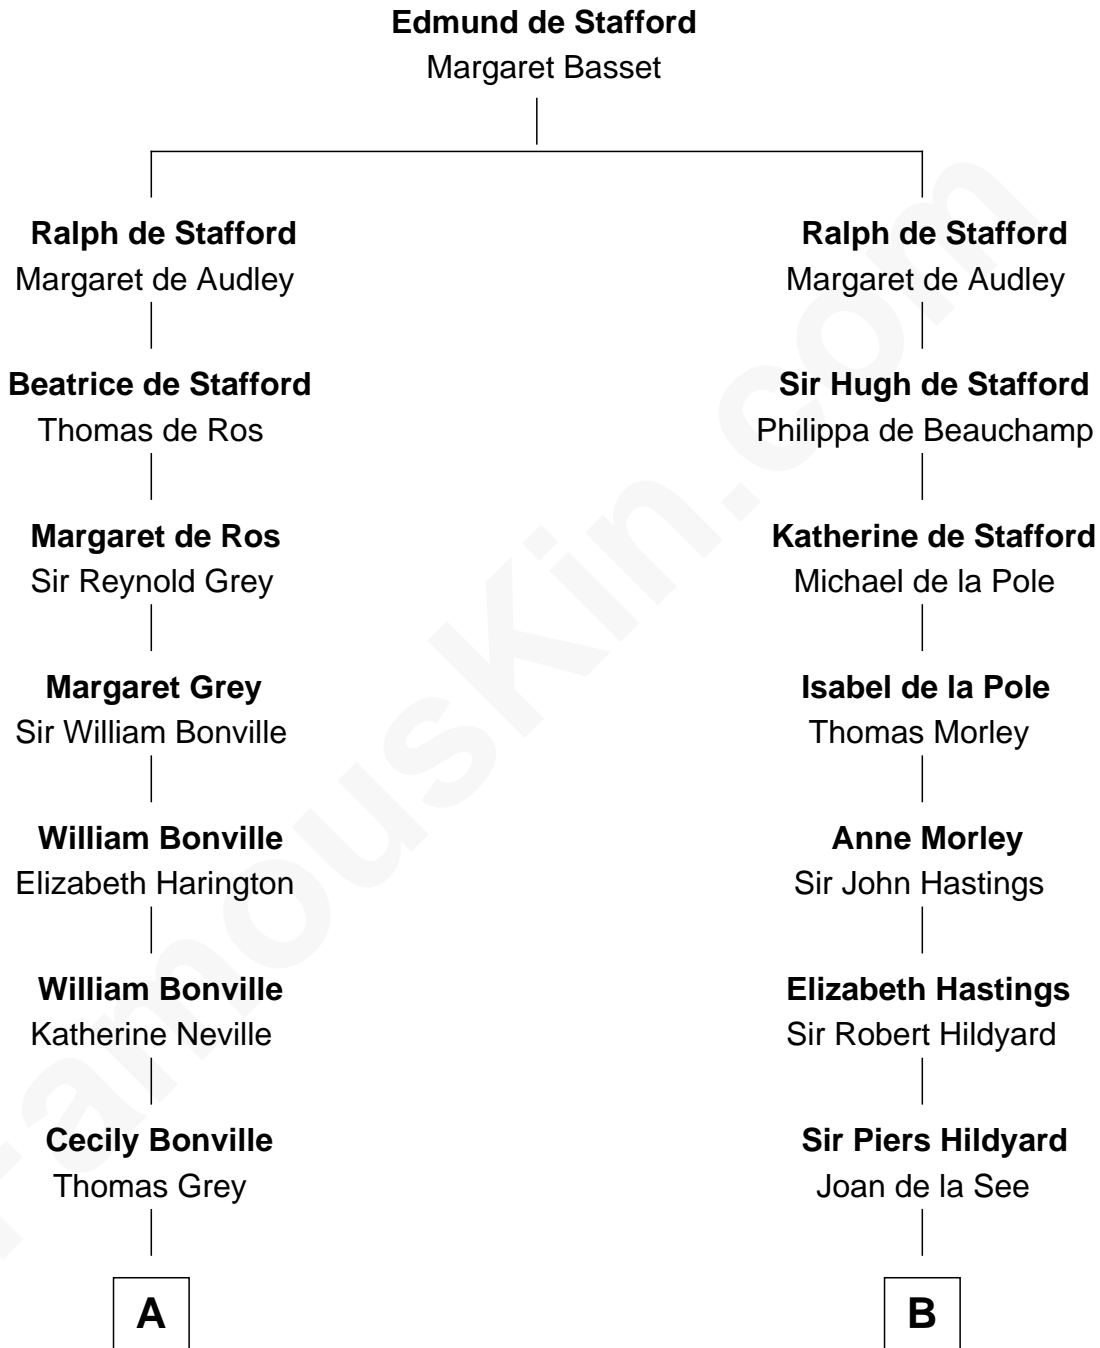 Edmund de Stafford
Margaret Basset
Ralph de Stafford
Margaret de Audley
Ralph de Stafford
Margaret de Audley
Beatrice de Stafford
Thomas de Ros
Sir Hugh de Stafford
Philippa de Beauchamp
Margaret de Ros
Sir Reynold Grey
Katherine de Stafford
Michael de la Pole
Margaret Grey
Sir William Bonville
Isabel de la Pole
Thomas Morley
William Bonville
Elizabeth Harington
Anne Morley
Sir John Hastings
William Bonville
Katherine Neville
Elizabeth Hastings
Sir Robert Hildyard
Cecily Bonville
Thomas Grey
Sir Piers Hildyard
Joan de la See
A
B
FamousKin.com